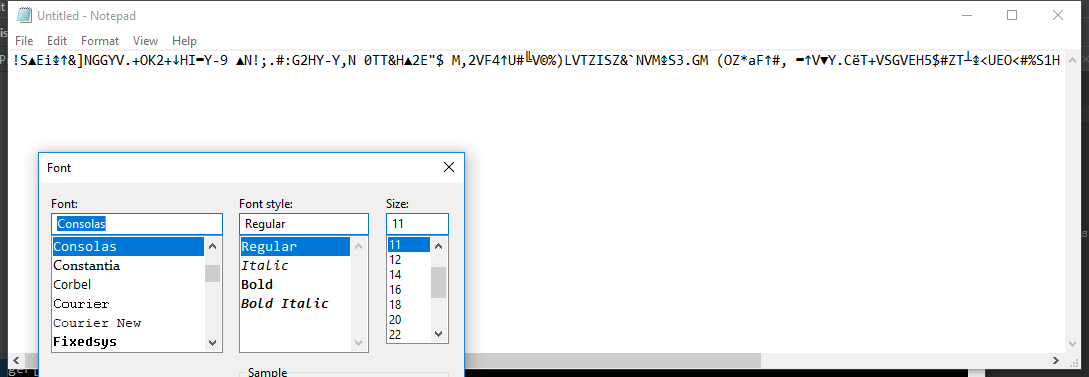 Untitled - Notepad
File Edit Format View Help
!S▲Ei↨↑&]NGGYV.+OK2+↓HI═Y-9 ▲N!;.#:G2HY-Y,N 0TT&H▲2E"$ M,2VF4↑U#╚V©%)LVTZISZ&`NVM↨S3.GM (OZ*aF↑#, ═↑V▼Y.CëT+VSGVEH5$#ZT┴↨<UEO<#%S1H
Font
Font: Font style: Size:
Consolas Regular 11
Consolas Regular 11
Constantia Italic 12
Corbel Bold 14
Courier Bold Italic 16
Courier New 18
Fixedsys 20
22
Sample